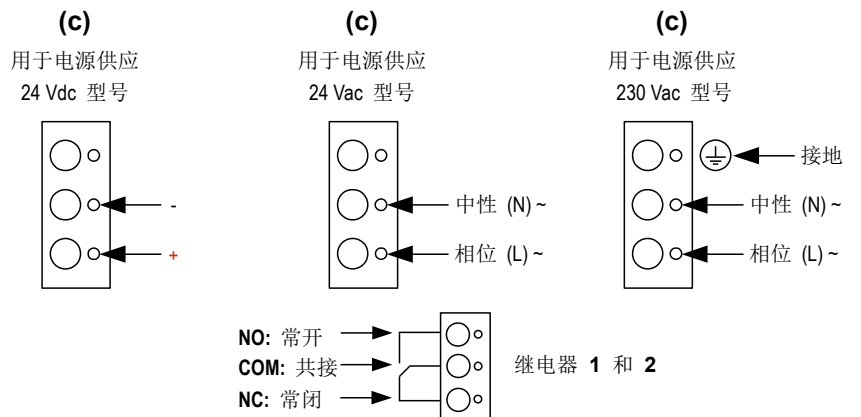 (c)
用于电源供应
24 Vdc 型号
-
+
(c)
用于电源供应
24 Vac 型号
中性 (N) ~
相位 (L) ~
(c)
用于电源供应
230 Vac 型号
接地
中性 (N) ~
相位 (L) ~
NO: 常开
COM: 共接
NC: 常闭
继电器 1 和 2